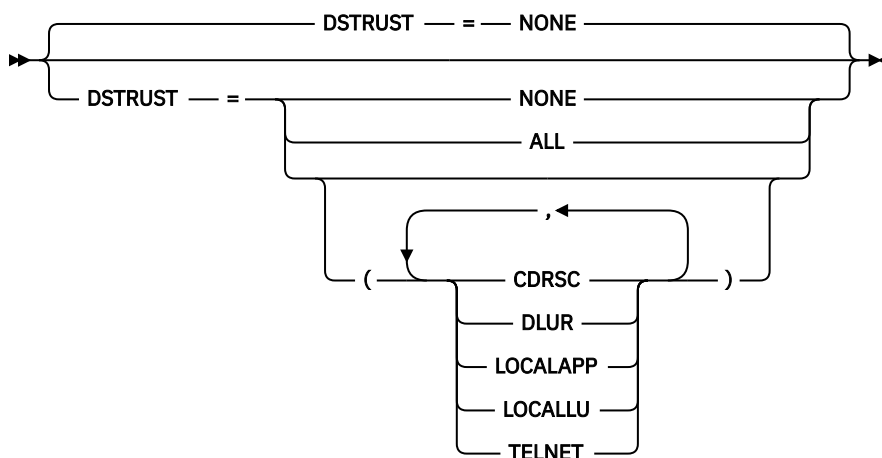 DSTRUST = NONE
DSTRUST = NONE
ALL
,
( CDRSC )
DLUR
LOCALAPP
LOCALLU
TELNET